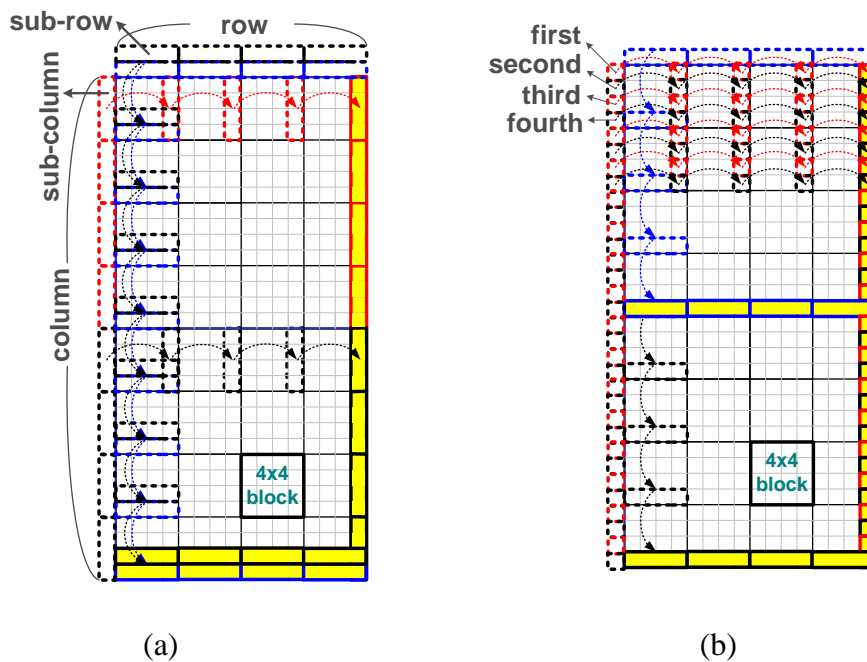 sub-row
row
sub-column
column
4x4
block
(a)
first
second
third
fourth
4x4
block
(b)